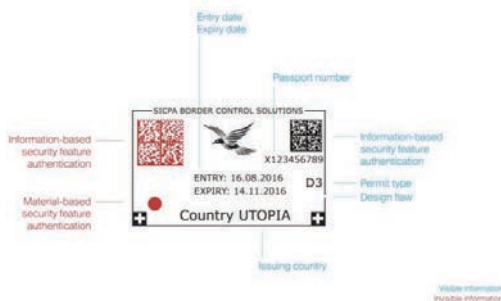 Entry date
Expiry date
Passport number
SICPA BORDER CONTROL SOLUTIONS
Information-based
security feature
authentication
Information-based
security feature
authentication
X123456789
ENTRY: 16.08.2016
EXPIRY: 14.11.2016
D3
Permit type
Design flaw
Material-based
security feature
authentication
Country UTOPIA
Issuing country
Visible information
Invisible information